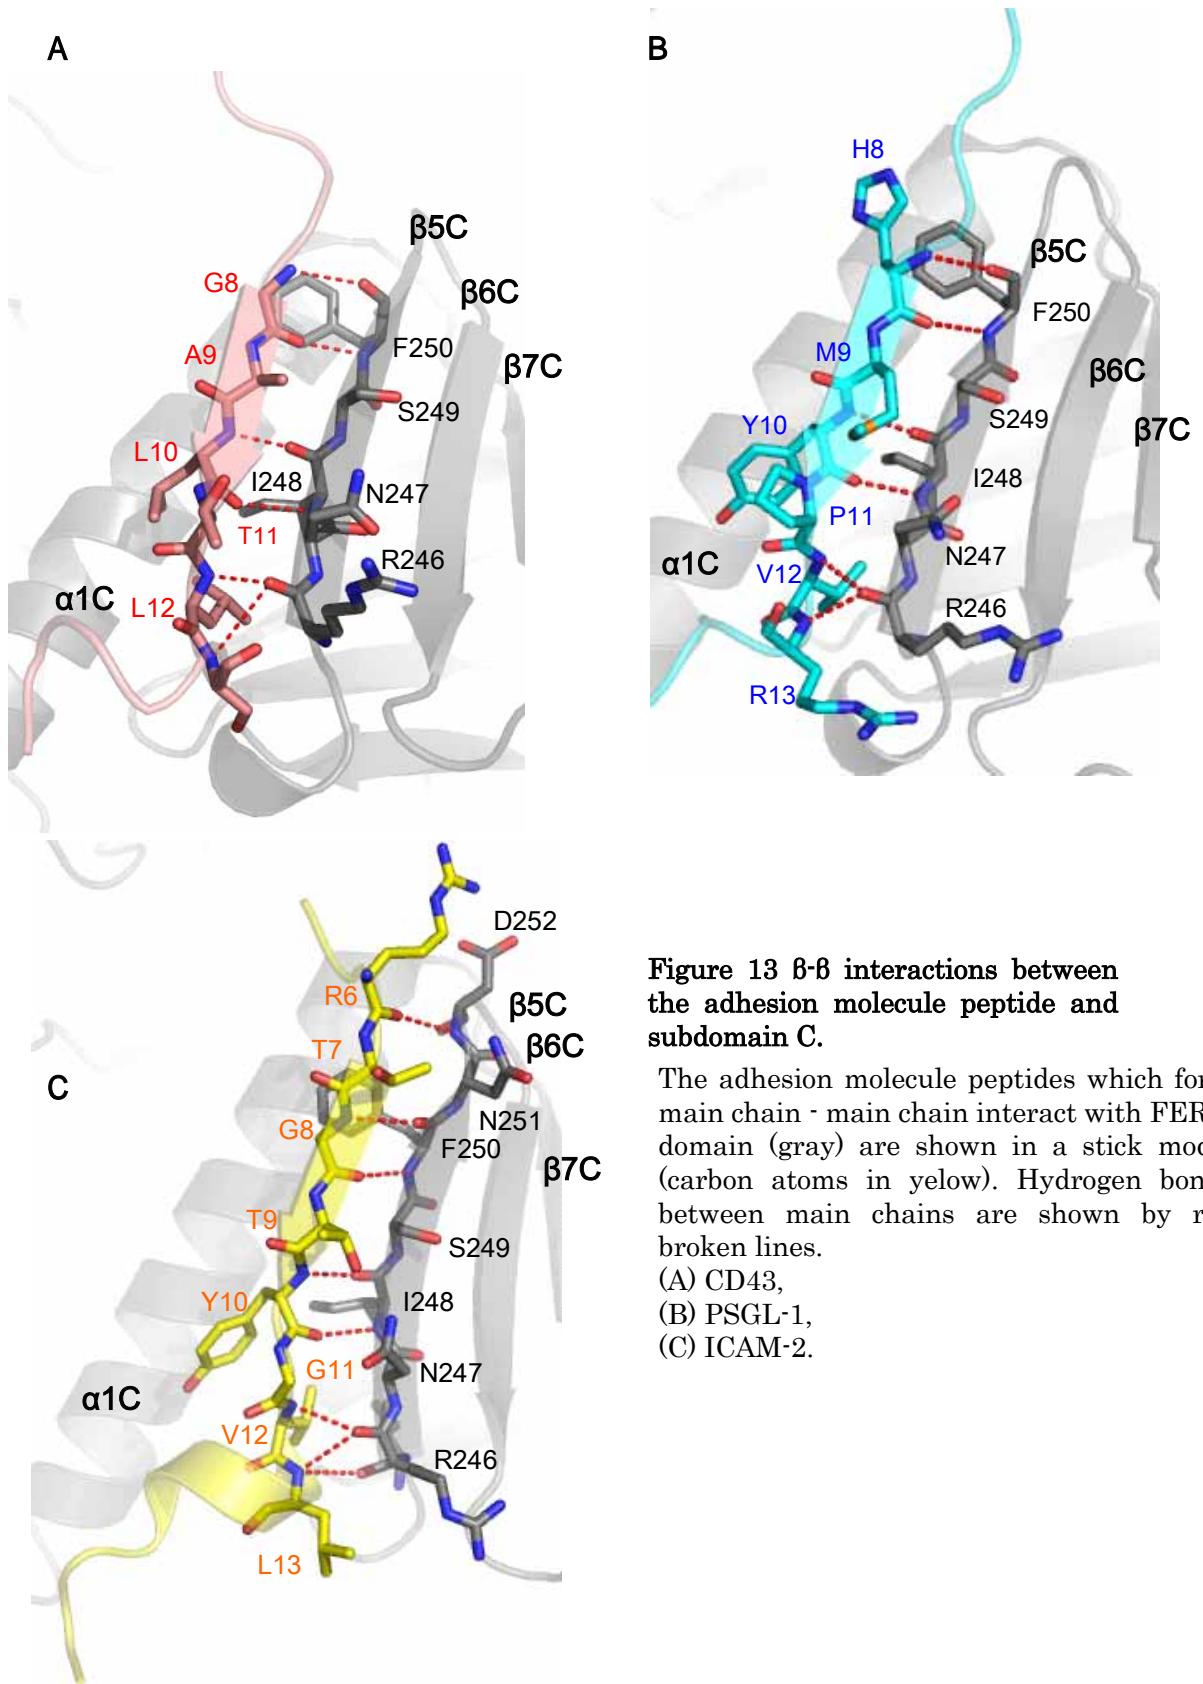 A
G8
β5C
β6C
A9
F250
β7C
S249
L10
I248
N247
T11
R246
α1C
L12
B
H8
β5C
F250
M9
β6C
S249
Y10
β7C
I248
P11
N247
α1C
V12
R246
R13
C
D252
R6
β5C
β6C
T7
N251
G8
F250
β7C
T9
S249
Y10
I248
G11
N247
α1C
V12
R246
L13
Figure 13 ß-ß interactions between
the adhesion molecule peptide and
subdomain C.
The adhesion molecule peptides which for
main chain - main chain interact with FER
domain (gray) are shown in a stick mod
(carbon atoms in yelow). Hydrogen bon
between main chains are shown by r
broken lines.
(A) CD43,
(B) PSGL-1,
(C) ICAM-2.